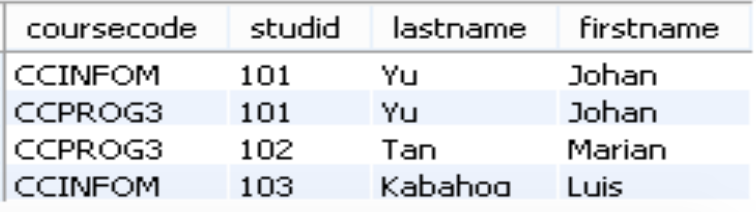 coursecode studid lastname firstname
CCINFOM 101 Yu Johan
CCPROG3 101 Yu Johan
CCPROG3 102 Tan Marian
CCINFOM 103 Kabahog Luis